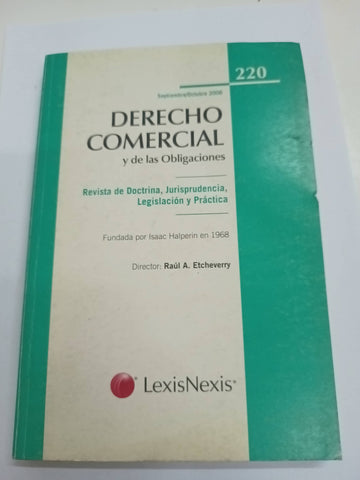 220
Septiembre/Octubre 2006
DERECHO
COMERCIAL
y de las Obligaciones
Revista de Doctrina, Jurisprudencia,
Legislación y Práctica
Fundada por Isaac Halperin en 1968
Director: Raúl A. Etcheverry
LexisNexis®